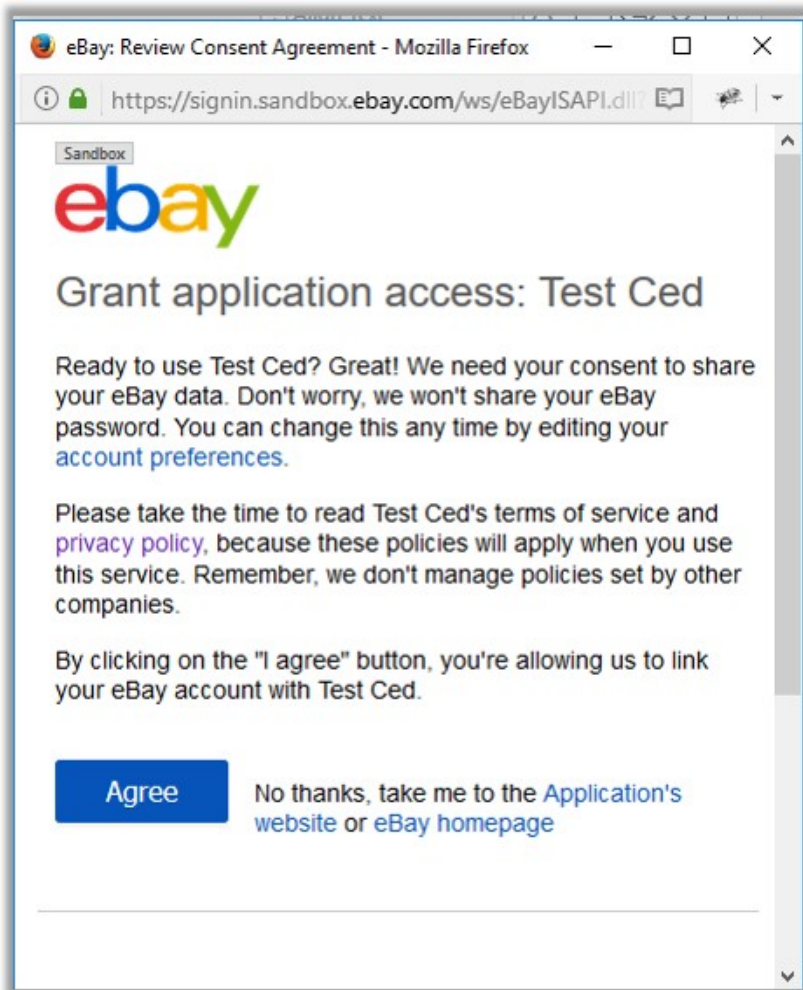 eBay: Review Consent Agreement - Mozilla Firefox
https://signin.sandbox.ebay.com/ws/eBayISAPI.dll?
Sandbox
ebay
Grant application access: Test Ced
Ready to use Test Ced? Great! We need your consent to share
your eBay data. Don't worry, we won't share your eBay
password. You can change this any time by editing your
account preferences.
Please take the time to read Test Ced's terms of service and
privacy policy, because these policies will apply when you use
this service. Remember, we don't manage policies set by other
companies.
By clicking on the "I agree" button, you're allowing us to link
your eBay account with Test Ced.
Agree
No thanks, take me to the Application's
website or eBay homepage